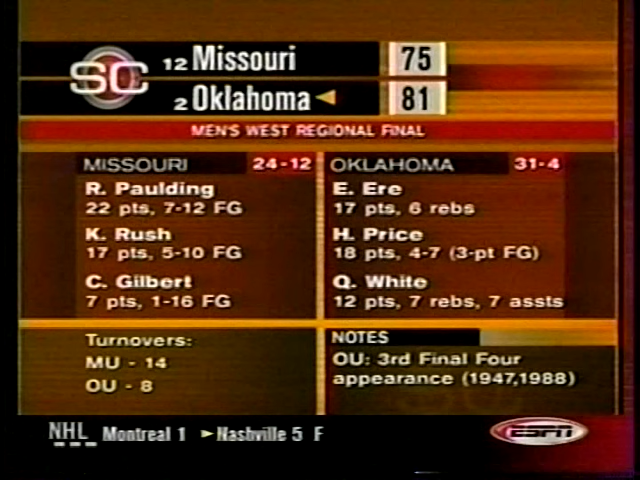 SC
12 Missouri 75
2 Oklahoma 81
MEN'S WEST REGIONAL FINAL
MISSOURI 24-12
R. Paulding
22 pts, 7-12 FG
K. Rush
17 pts, 5-10 FG
C. Gilbert
7 pts, 1-16 FG
OKLAHOMA 31-4
E. Ere
17 pts, 6 rebs
H. Price
18 pts, 4-7 (3-pt FG)
Q. White
12 pts, 7 rebs, 7 assts
Turnovers:
MU - 14
OU - 8
NOTES
OU: 3rd Final Four
appearance (1947,1988)
NHL Montreal 1 Nashville 5 F
ESPN